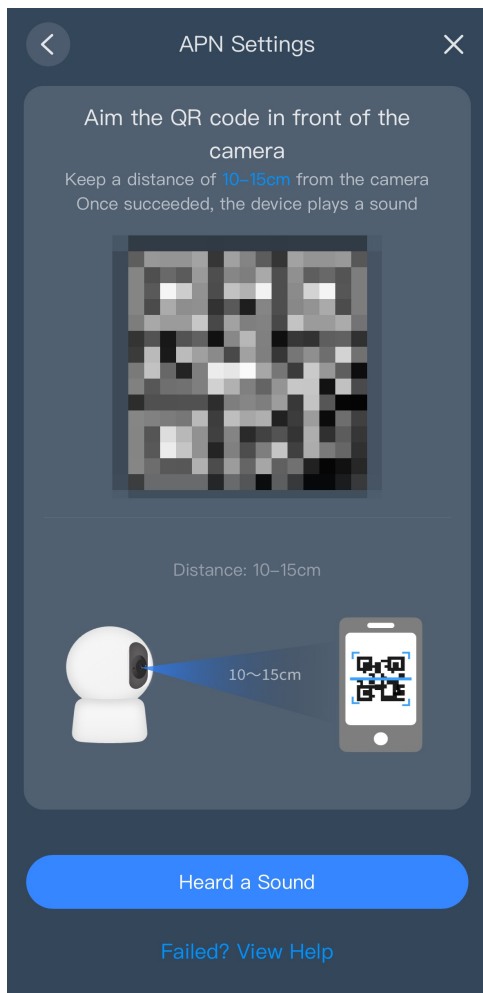 APN Settings
Aim the QR code in front of the
camera
Keep a distance of 10–15cm from the camera
Once succeeded, the device plays a sound
Distance: 10–15cm
10～15cm
Heard a Sound
Failed? View Help